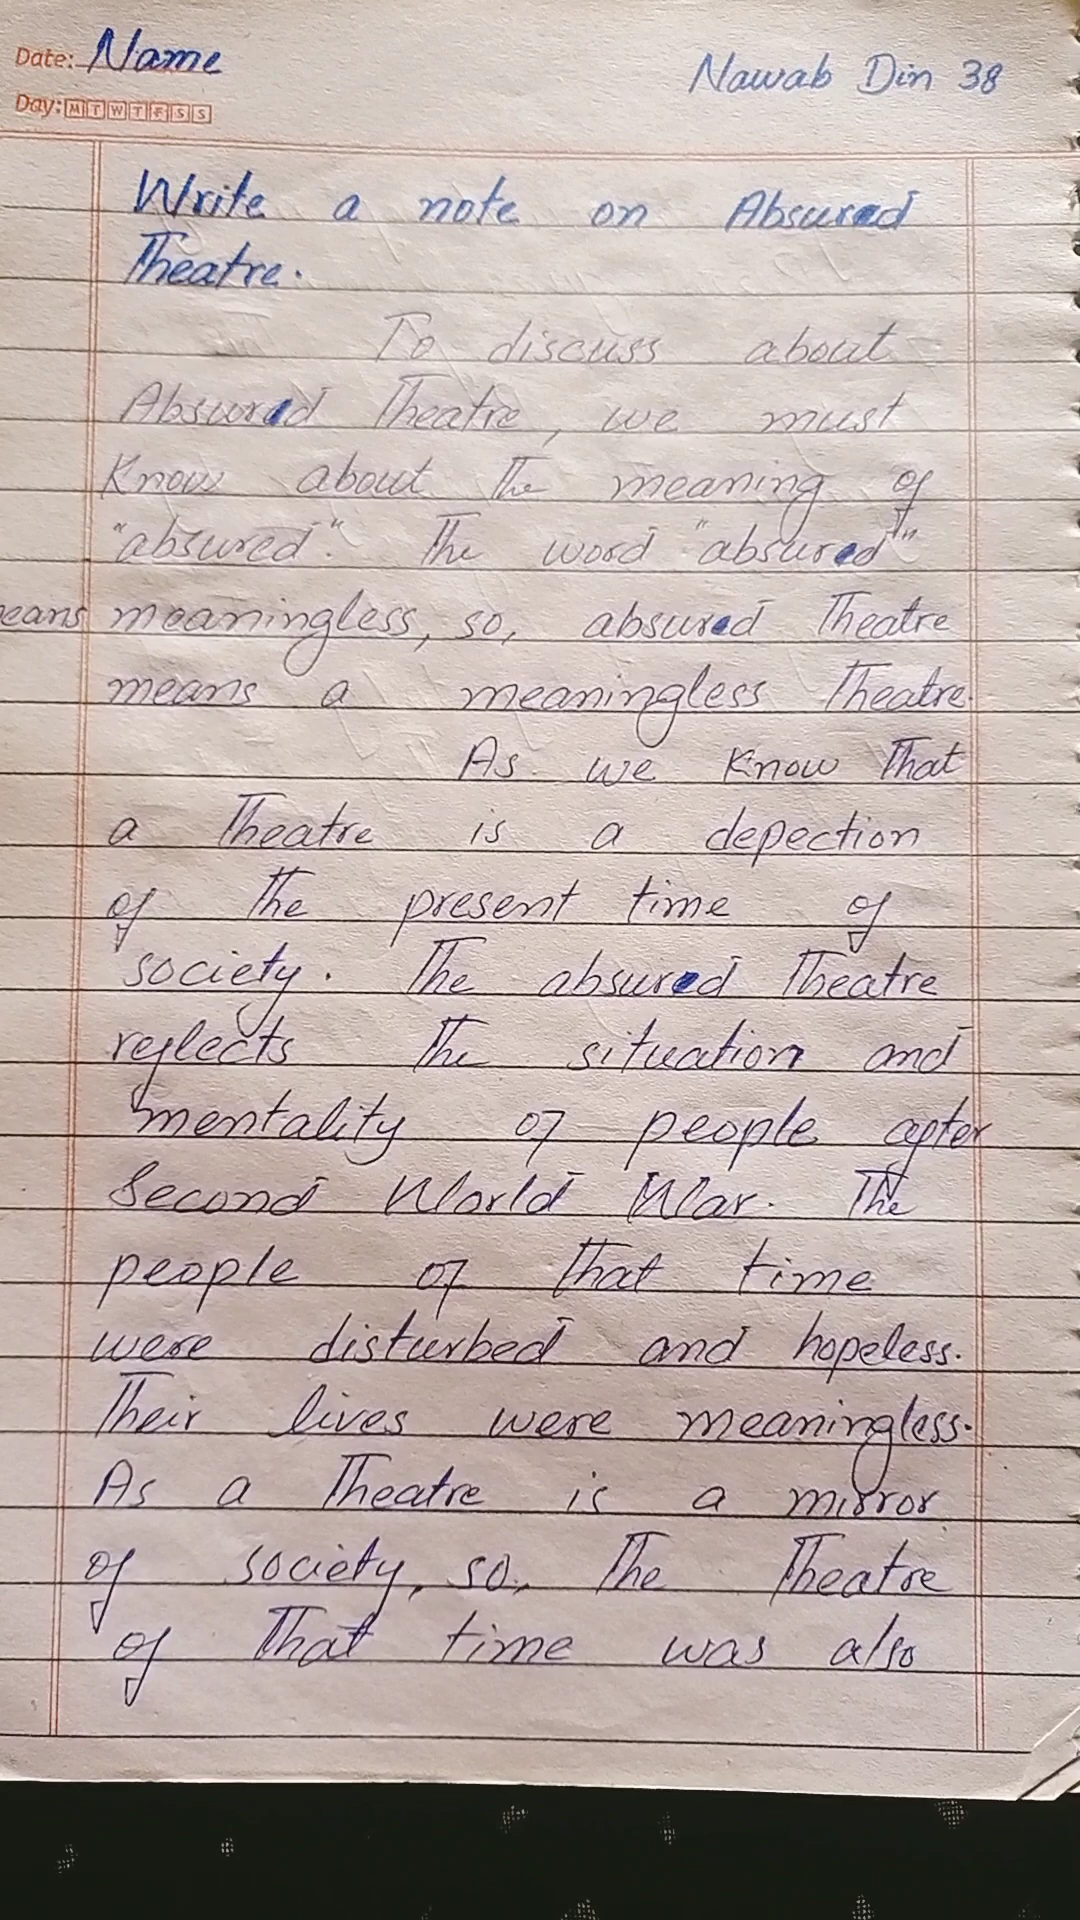 Date: Name
Nawab Din 38
Day: M T W T F S S
Write a note on Absured
Theatre.
To discuss about
Absured Theatre, we must
Know about the meaning of
"absured". The word "absured"
means meaningless, so, absured Theatre
means a meaningless Theatre.
As we know that
a Theatre is a depection
of the present time of
society. The absured Theatre
reflects the situation and
mentality of people after
Second World War. The
people of that time
were disturbed and hopeless.
Their lives were meaningless.
As a Theatre is a mirror
of society, so, The Theatre
of That time was also